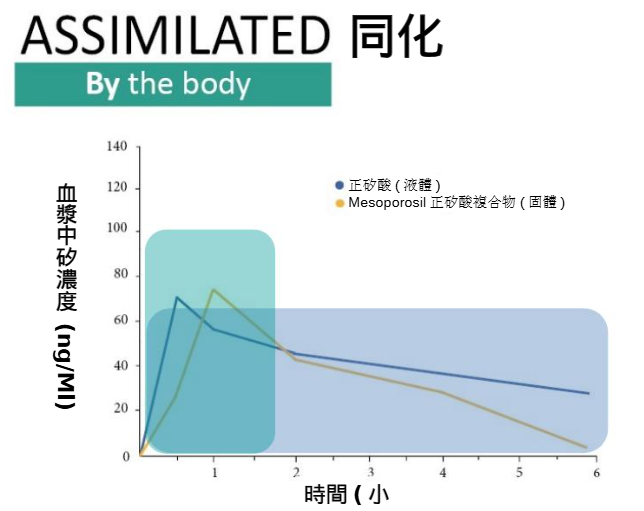 ASSIMILATED 同化
By the body
140
120
100
80
60
40
20
0
血漿中矽濃度 (ng/MI)
正矽酸 ( 液體 )
Mesoporosil 正矽酸複合物 ( 固體 )
1 2 3 4 5 6
時間 ( 小